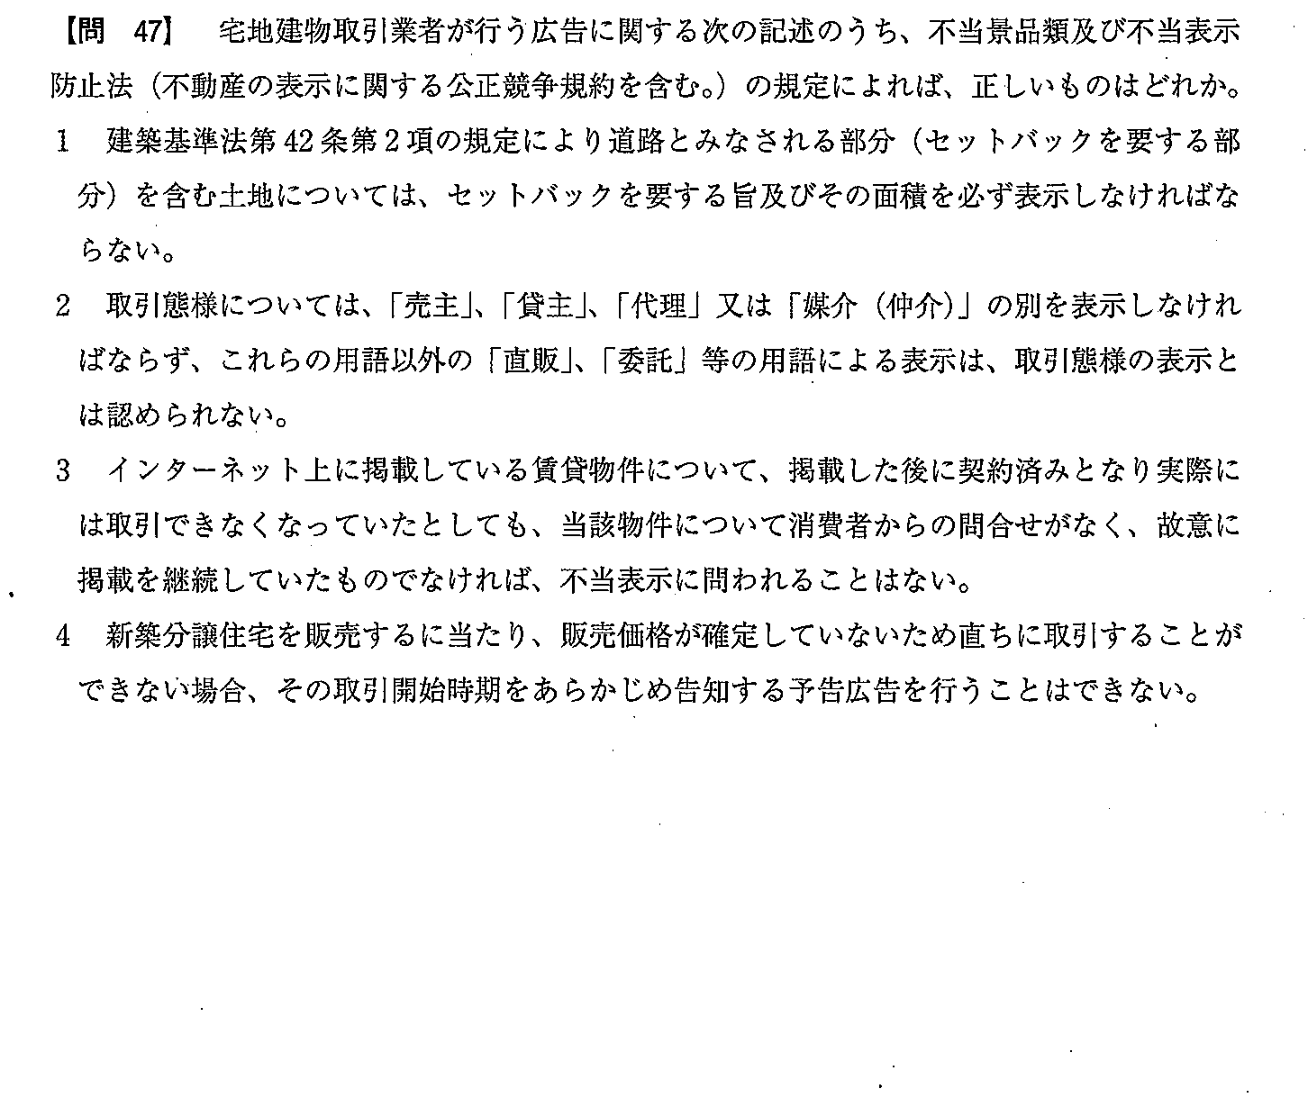 【問　47】　宅地建物取引業者が行う広告に関する次の記述のうち、不当景品類及び不当表示
防止法（不動産の表示に関する公正競争規約を含む。）の規定によれば、正しいものはどれか。
1　建築基準法第42条第2項の規定により道路とみなされる部分（セットバックを要する部
分）を含む土地については、セットバックを要する旨及びその面積を必ず表示しなければな
らない。
2　取引態様については、「売主」、「貸主」、「代理」又は「媒介（仲介）」の別を表示しなけれ
ばならず、これらの用語以外の「直販」、「委託」等の用語による表示は、取引態様の表示と
は認められない。
3　インターネット上に掲載している賃貸物件について、掲載した後に契約済みとなり実際に
は取引できなくなっていたとしても、当該物件について消費者からの問合せがなく、故意に
掲載を継続していたものでなければ、不当表示に問われることはない。
4　新築分譲住宅を販売するに当たり、販売価格が確定していないため直ちに取引することが
できない場合、その取引開始時期をあらかじめ告知する予告広告を行うことはできない。